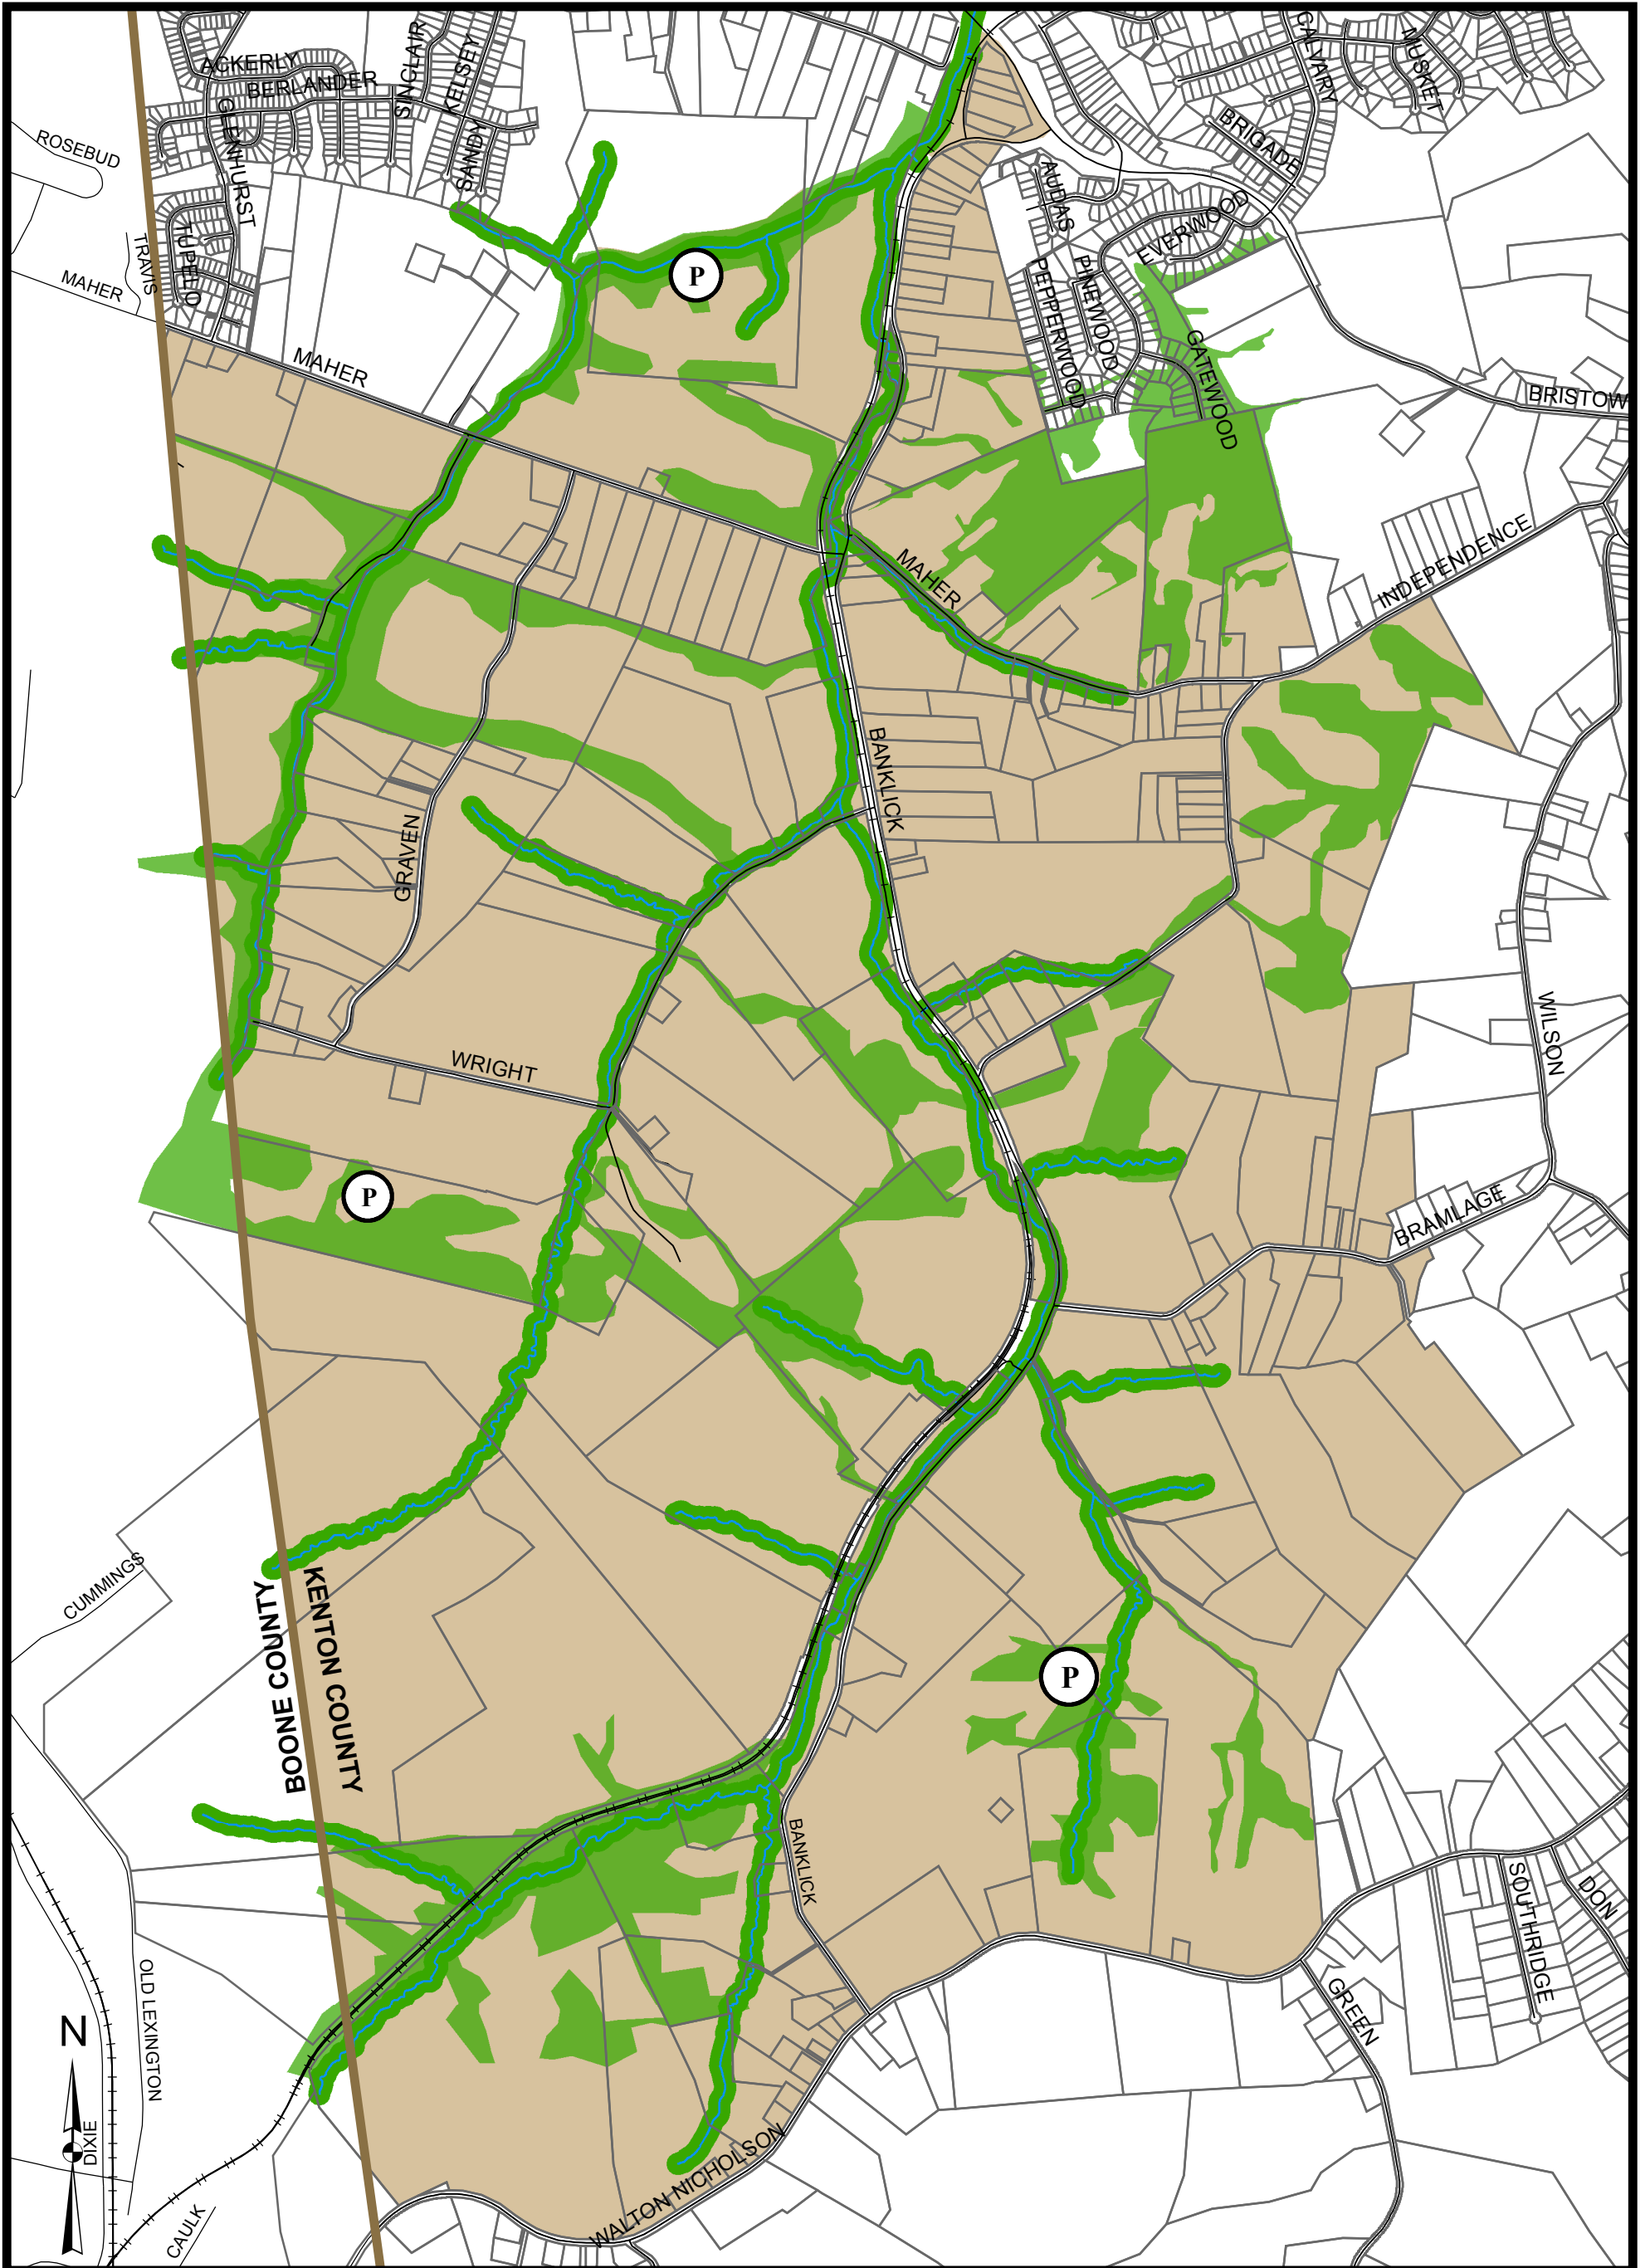 ACKERLY
BERLANDER
SINCLAIR
KELSEY
SANDY
GLENHURST
ROSEBUD
TUPELO
TRAVIS
MAHER
MAHER
CALVARY
MUSKET
BRIGADE
AUDAS
EVERWOOD
PINEWOOD
PEPPERWOOD
GATEWOOD
P
BRISTOW
INDEPENDENCE
MAHER
BANKLICK
GRAVEN
WRIGHT
WILSON
P
BRAMLAGE
CUMMINGS
BOONE COUNTY
KENTON COUNTY
P
BANKLICK
SOUTHRIDGE
DON
GREEN
OLD LEXINGTON
N
DIXIE
CAULK
WALTON NICHOLSON